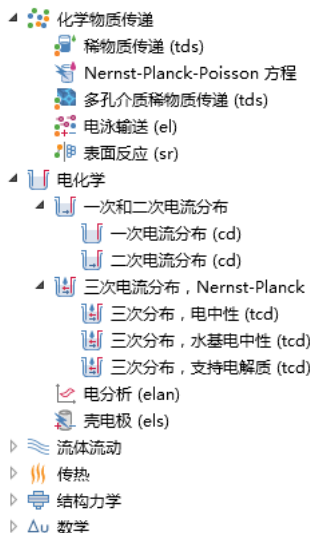 化学物质传递
稀物质传递 (tds)
Nernst-Planck-Poisson 方程
多孔介质稀物质传递 (tds)
电泳输送 (el)
表面反应 (sr)
电化学
一次和二次电流分布
一次电流分布 (cd)
二次电流分布 (cd)
三次电流分布，Nernst-Planck
三次分布，电中性 (tcd)
三次分布，水基电中性 (tcd)
三次分布，支持电解质 (tcd)
电分析 (elan)
壳电极 (els)
流体流动
传热
结构力学
Δu 数学